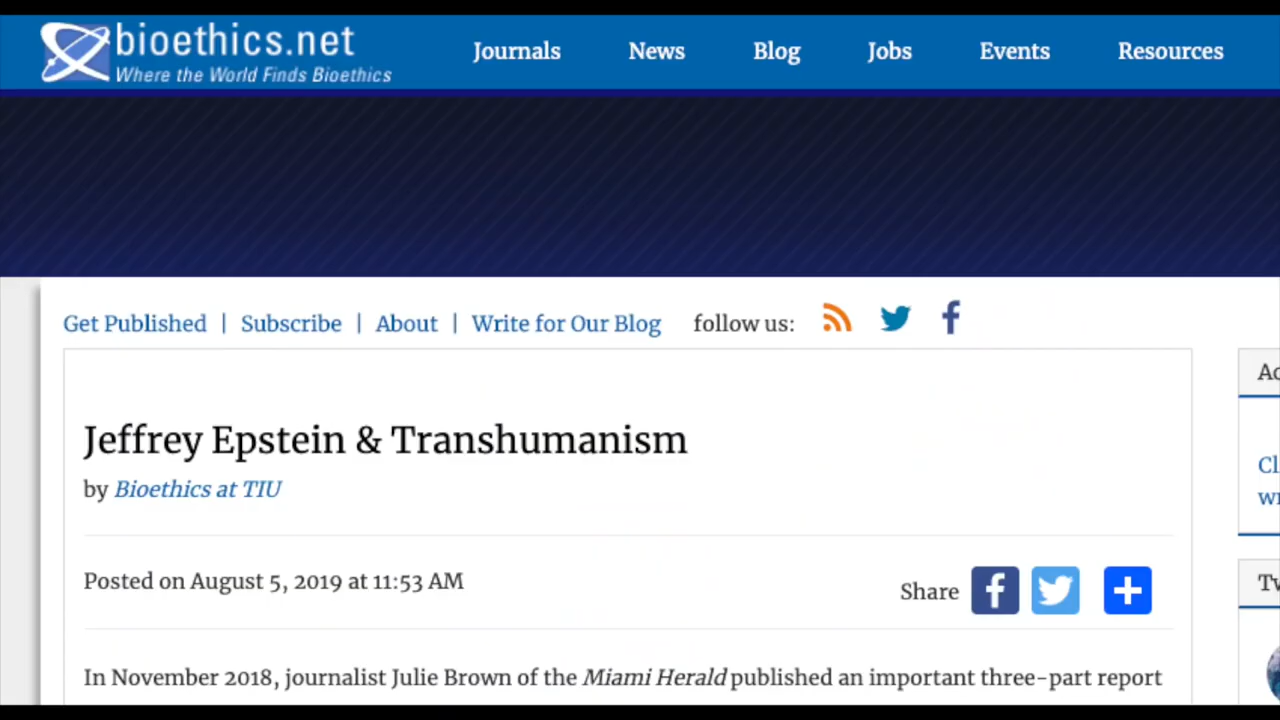 bioethics.net
Where the World Finds Bioethics
Journals News Blog Jobs Events Resources
Get Published | Subscribe | About | Write for Our Blog follow us:
Jeffrey Epstein & Transhumanism
by Bioethics at TIU
Posted on August 5, 2019 at 11:53 AM
Share
In November 2018, journalist Julie Brown of the Miami Herald published an important three-part report